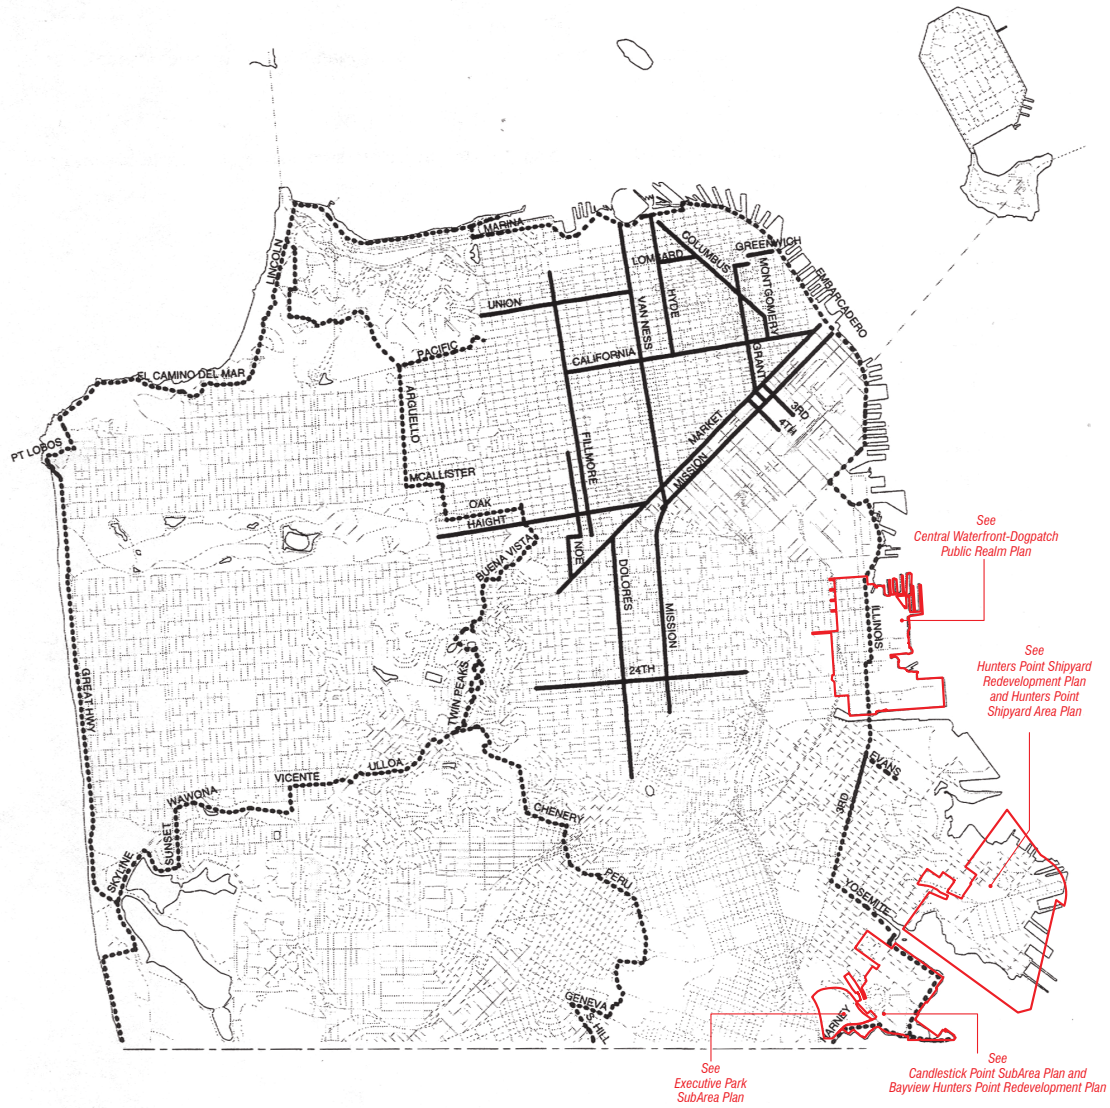 MARINA
COLUMBUS
GREENWICH
LOMBARD
LINCOLN
MONTGOMERY
EMBARCADERO
HYDE
UNION
VAN NESS
PACIFIC
CALIFORNIA
GRANT
EL CAMINO DEL MAR
ARGUELLO
3RD
4TH
MARKET
PT LOBOS
FILLMORE
MCALLISTER
MISSION
OAK
HAIGHT
See
Central Waterfront-Dogpatch
Public Realm Plan
NOE
BUENA VISTA
DOLORES
MISSION
ILLINOIS
See
Hunters Point Shipyard
Redevelopment Plan
and Hunters Point
Shipyard Area Plan
24TH
GREAT HWY
TWIN PEAKS
EVANS
ULLOA
VICENTE
WAWONA
3RD
CHENERY
SUNSET
SKYLINE
PERU
YOSEMITE
GENEVA
HILL
See
Executive Park
SubArea Plan
See
Candlestick Point SubArea Plan and
Bayview Hunters Point Redevelopment Plan